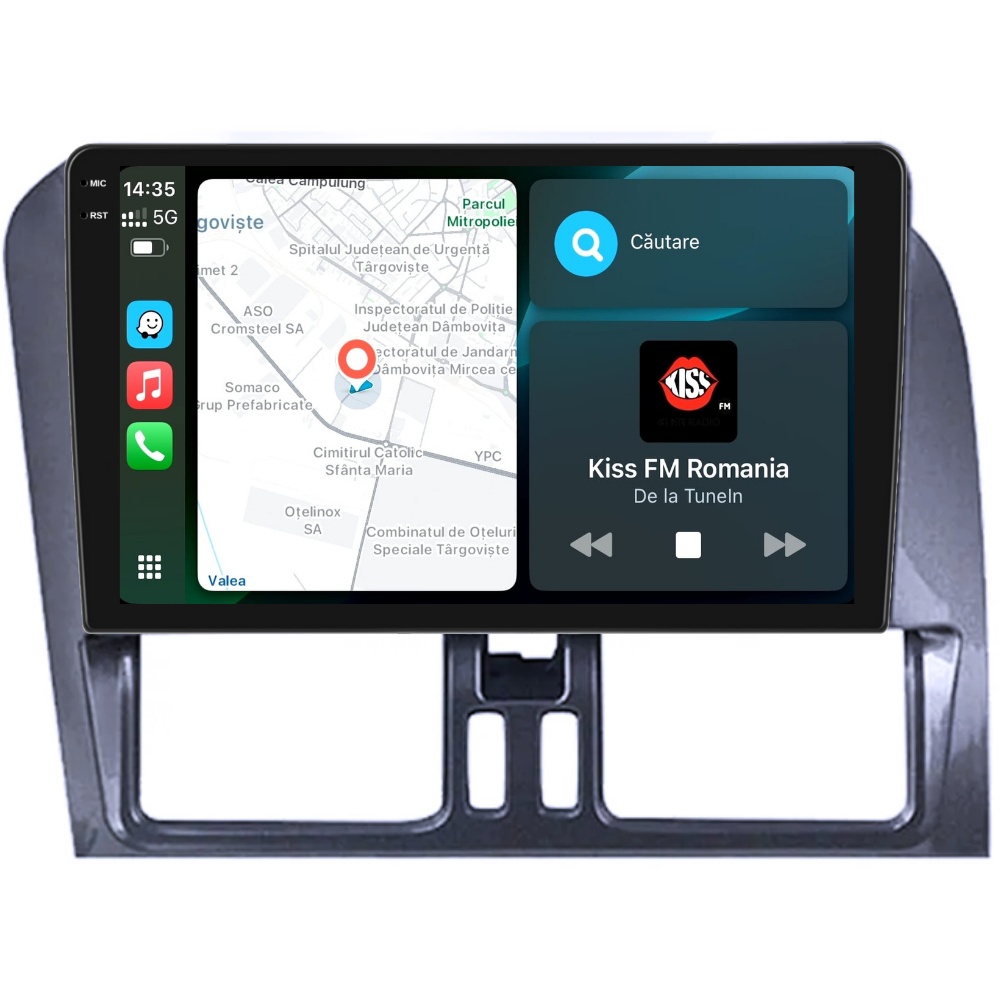 MIC
RST
14:35
5G
Calea Câmpulung
goviște
Parcul
Mitropoliei
Spitalul Județean de Urgență
Târgoviște
imet 2
ASO
Cromsteel SA
Inspectoratul de Poliție
Județean Dâmbovița
ectoratul de Jandarm
Dâmbovița Mircea ce
Somaco
Grup Prefabricate
Cimitirul Catolic
Sfânta Maria
YPC
Oțelinox
SA
Combinatul de Oțeluri
Speciale Târgoviște
Valea
Căutare
KISS
FM
Kiss FM Romania
De la TuneIn